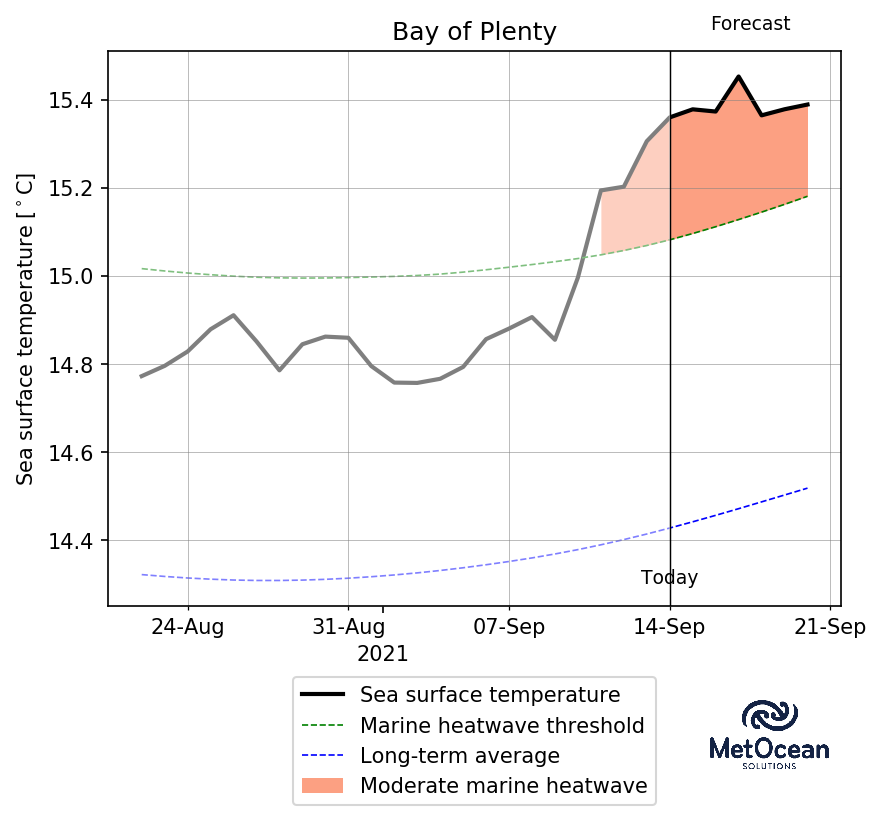 Forecast
Bay of Plenty
Sea surface temperature [˚C]
15.4
15.2
15.0
14.8
14.6
14.4
Today
24-Aug 31-Aug 07-Sep 14-Sep 21-Sep
2021
Sea surface temperature
Marine heatwave threshold
Long-term average
Moderate marine heatwave
MetOcean
SOLUTIONS